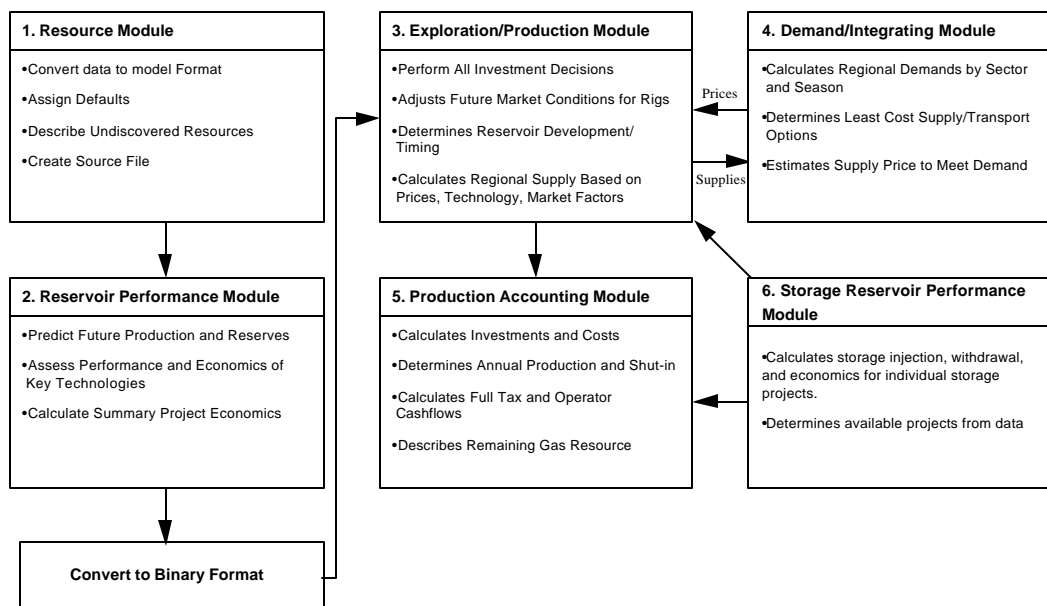 1. Resource Module
•Convert data to model Format
•Assign Defaults
•Describe Undiscovered Resources
•Create Source File
2. Reservoir Performance Module
•Predict Future Production and Reserves
•Assess Performance and Economics of
Key Technologies
•Calculate Summary Project Economics
Convert to Binary Format
3. Exploration/Production Module
•Perform All Investment Decisions
•Adjusts Future Market Conditions for Rigs
•Determines Reservoir Development/
Timing
•Calculates Regional Supply Based on
Prices, Technology, Market Factors
Prices
Supplies
4. Demand/Integrating Module
•Calculates Regional Demands by Sector
and Season
•Determines Least Cost Supply/Transport
Options
•Estimates Supply Price to Meet Demand
5. Production Accounting Module
•Calculates Investments and Costs
•Determines Annual Production and Shut-in
•Calculates Full Tax and Operator
Cashflows
•Describes Remaining Gas Resource
6. Storage Reservoir Performance
Module
•Calculates storage injection, withdrawal,
and economics for individual storage
projects.
•Determines available projects from data